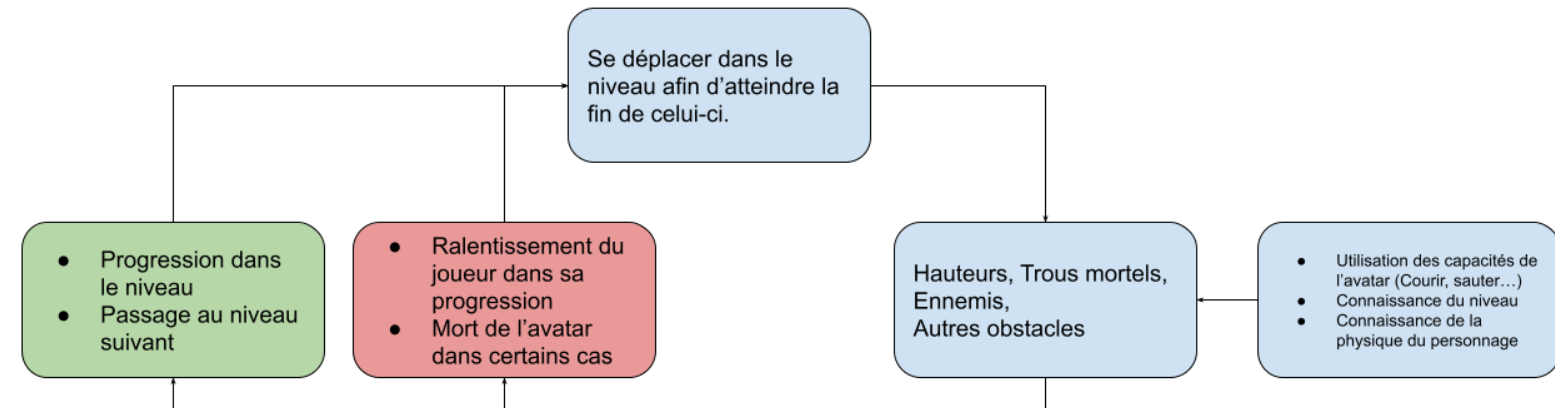 Se déplacer dans le
niveau afin d’atteindre la
fin de celui-ci.
● Progression dans
le niveau
● Passage au niveau
suivant
● Ralentissement du
joueur dans sa
progression
● Mort de l’avatar
dans certains cas
Hauteurs, Trous mortels,
Ennemis,
Autres obstacles
● Utilisation des capacités de
l’avatar (Courir, sauter…)
● Connaissance du niveau
● Connaissance de la
physique du personnage